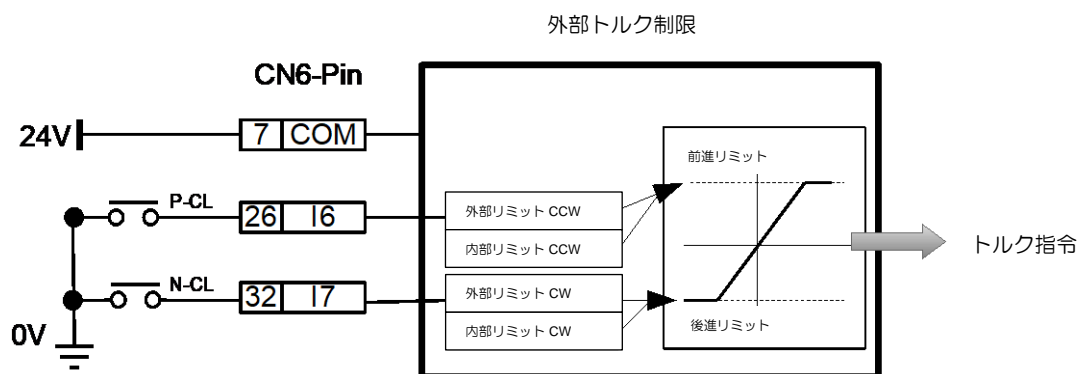 外部トルク制限
CN6-Pin
24V
7 COM
前進リミット
P-CL
26 I6
外部リミット CCW
内部リミット CCW
トルク指令
N-CL
32 I7
外部リミット CW
内部リミット CW
後進リミット
0V